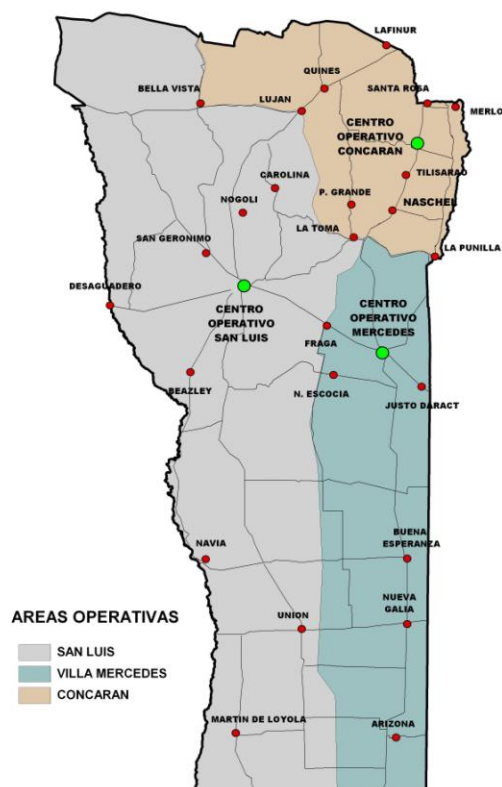 LAFINUR
QUINES
BELLA VISTA
LUJAN
SANTA ROSA
MERLO
CENTRO
OPERATIVO
CONCARAN
TILISARAO
CAROLINA
P. GRANDE
NASCHEL
NOGOLI
LA TOMA
SAN GERONIMO
LA PUNILLA
DESAGUADERO
CENTRO
OPERATIVO
SAN LUIS
CENTRO
OPERATIVO
MERCEDES
FRAGA
BEAZLEY
N. ESCOCIA
JUSTO DARACT
NAVIA
BUENA
ESPERANZA
NUEVA
GALIA
UNION
AREAS OPERATIVAS
SAN LUIS
VILLA MERCEDES
CONCARAN
MARTIN DE LOYOLA
ARIZONA